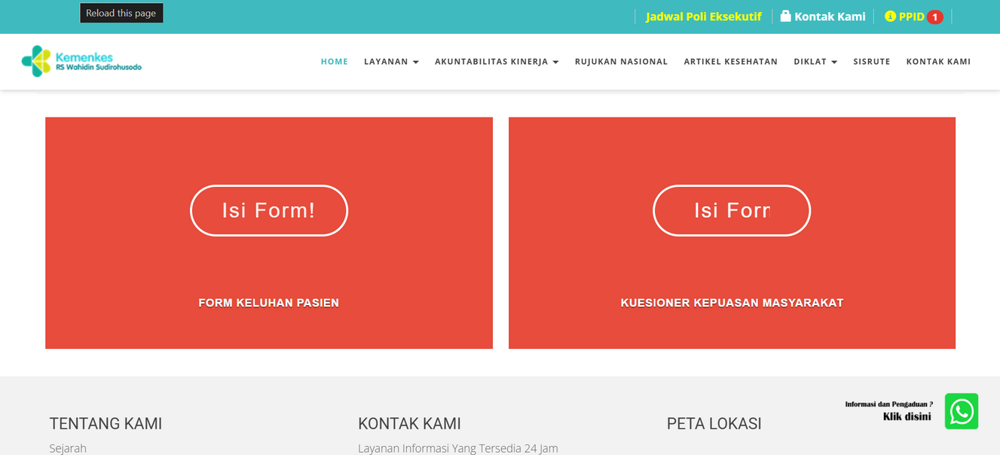 Reload this page
Jadwal Poli Eksekutif
Kontak Kami
PPID 1
Kemenkes
RS Wahidin Sudirohusodo
HOME
LAYANAN
AKUNTABILITAS KINERJA
RUJUKAN NASIONAL
ARTIKEL KESEHATAN
DIKLAT
SISRUTE
KONTAK KAMI
Isi Form!
FORM KELUHAN PASIEN
Isi Forr
KUESIONER KEPUASAN MASYARAKAT
Informasi dan Pengaduan ?
Klik disini
TENTANG KAMI
Sejarah
KONTAK KAMI
Layanan Informasi Yang Tersedia 24 Jam
PETA LOKASI